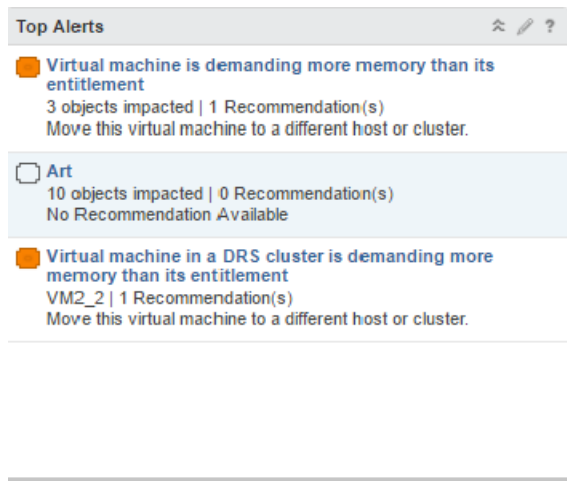 Top Alerts ?
Virtual machine is demanding more memory than its
entitlement
3 objects impacted | 1 Recommendation(s)
Move this virtual machine to a different host or cluster.
Art
10 objects impacted | 0 Recommendation(s)
No Recommendation Available
Virtual machine in a DRS cluster is demanding more
memory than its entitlement
VM2_2 | 1 Recommendation(s)
Move this virtual machine to a different host or cluster.